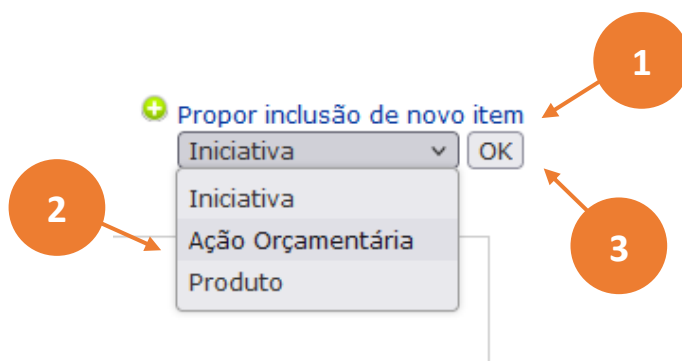 1
Propor inclusão de novo item
Iniciativa OK
Iniciativa
2
Ação Orçamentária
3
Produto